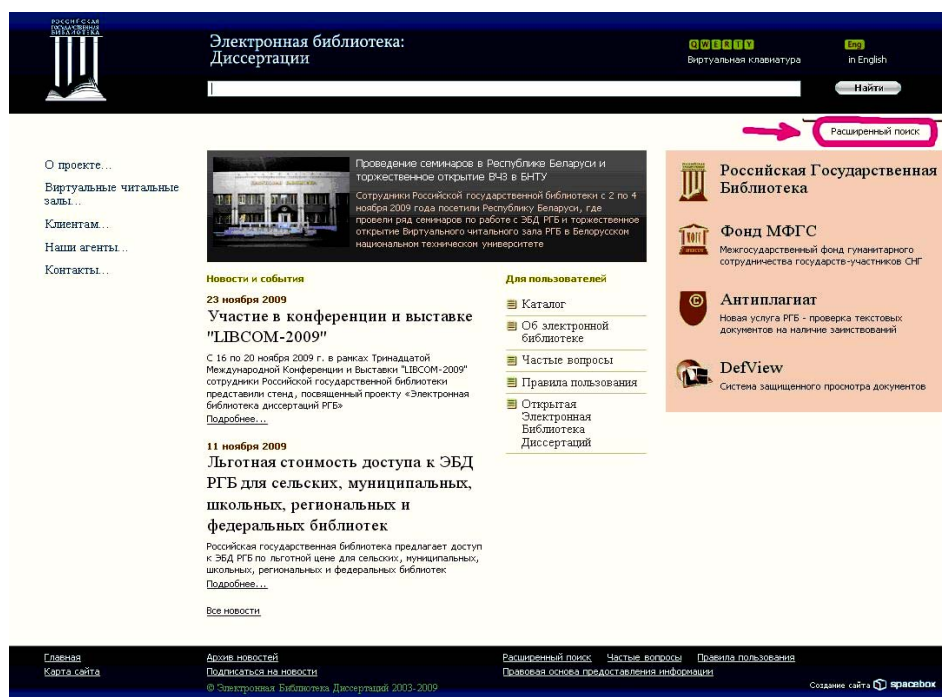 РОССИЙСКАЯ
ГОСУДАРСТВЕННАЯ
БИБЛИОТЕКА
Электронная библиотека:
Диссертации
QWERTY
Виртуальная клавиатура
Eng
in English
Найти
Расширенный поиск
О проекте...
Виртуальные читальные
залы...
Клиентам...
Наши агенты...
Контакты...
Проведение семинаров в Республике Беларуси и
торжественное открытие ВЧЗ в БНТУ
Сотрудники Российской государственной библиотеки с 2 по 4
ноября 2009 года посетили Республику Беларусь, где
провели ряд семинаров по работе с ЭБД РГБ и торжественное
открытие Виртуального читального зала РГБ в Белорусском
национальном техническом университете
Новости и события
23 ноября 2009
Участие в конференции и выставке
"LIBCOM-2009"
С 16 по 20 ноября 2009 г. в рамках Тринадцатой
Международной Конференции и Выставки "LIBCOM-2009"
сотрудники Российской государственной библиотеки
представили стенд, посвященный проекту «Электронная
библиотека диссертаций РГБ»
Подробнее...
11 ноября 2009
Льготная стоимость доступа к ЭБД
РГБ для сельских, муниципальных,
школьных, региональных и
федеральных библиотек
Российская государственная библиотека предлагает доступ
к ЭБД РГБ по льготной цене для сельских, муниципальных,
школьных, региональных и федеральных библиотек
Подробнее...
Все новости
Для пользователей
Каталог
Об электронной
библиотеке
Частые вопросы
Правила пользования
Открытая
Электронная
Библиотека
Диссертаций
Российская Государственная
Библиотека
Фонд МФГС
Межгосударственный фонд гуманитарного
сотрудничества государств-участников СНГ
Антиплагиат
Новая услуга РГБ - проверка текстовых
документов на наличие заимствований
DefView
Система защищенного просмотра документов
Главная
Карта сайта
Архив новостей
Подписаться на новости
© Электронная Библиотека Диссертаций 2003-2009
Расширенный поиск Частые вопросы Правила пользования
Правовая основа предоставления информации
Создание сайта spacebox